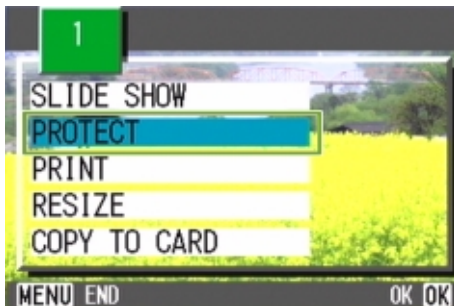 1
SLIDE SHOW
PROTECT
PRINT
RESIZE
COPY TO CARD
MENU END OK OK